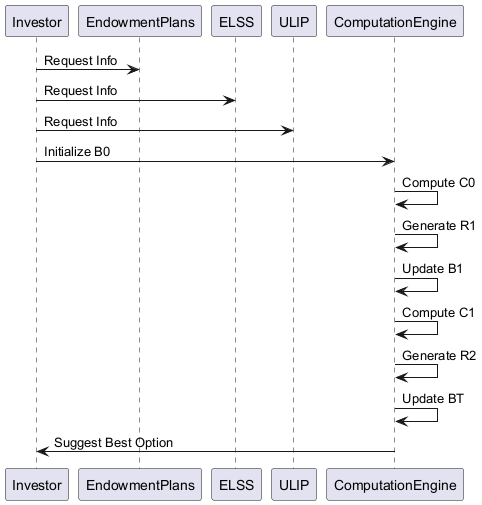 Investor EndowmentPlans ELSS ULIP ComputationEngine
Request Info
Request Info
Request Info
Initialize B0
Compute C0
Generate R1
Update B1
Compute C1
Generate R2
Update BT
Suggest Best Option
Investor EndowmentPlans ELSS ULIP ComputationEngine